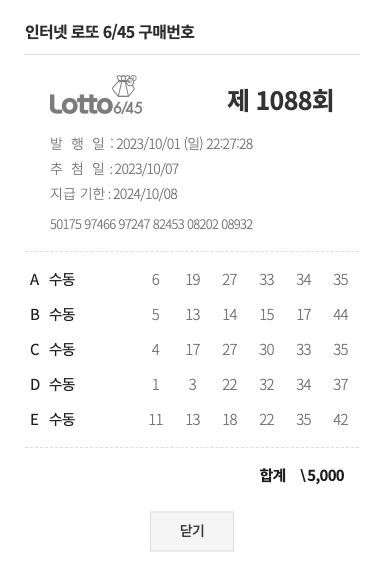 인터넷 로또 6/45 구매번호
Lotto6/45
제 1088회
발 행 일 : 2023/10/01 (일) 22:27:28
추 첨 일 : 2023/10/07
지급 기한 : 2024/10/08
50175 97466 97247 82453 08202 08932
A 수동 6 19 27 33 34 35
B 수동 5 13 14 15 17 44
C 수동 4 17 27 30 33 35
D 수동 1 3 22 32 34 37
E 수동 11 13 18 22 35 42
합계 \5,000
닫기